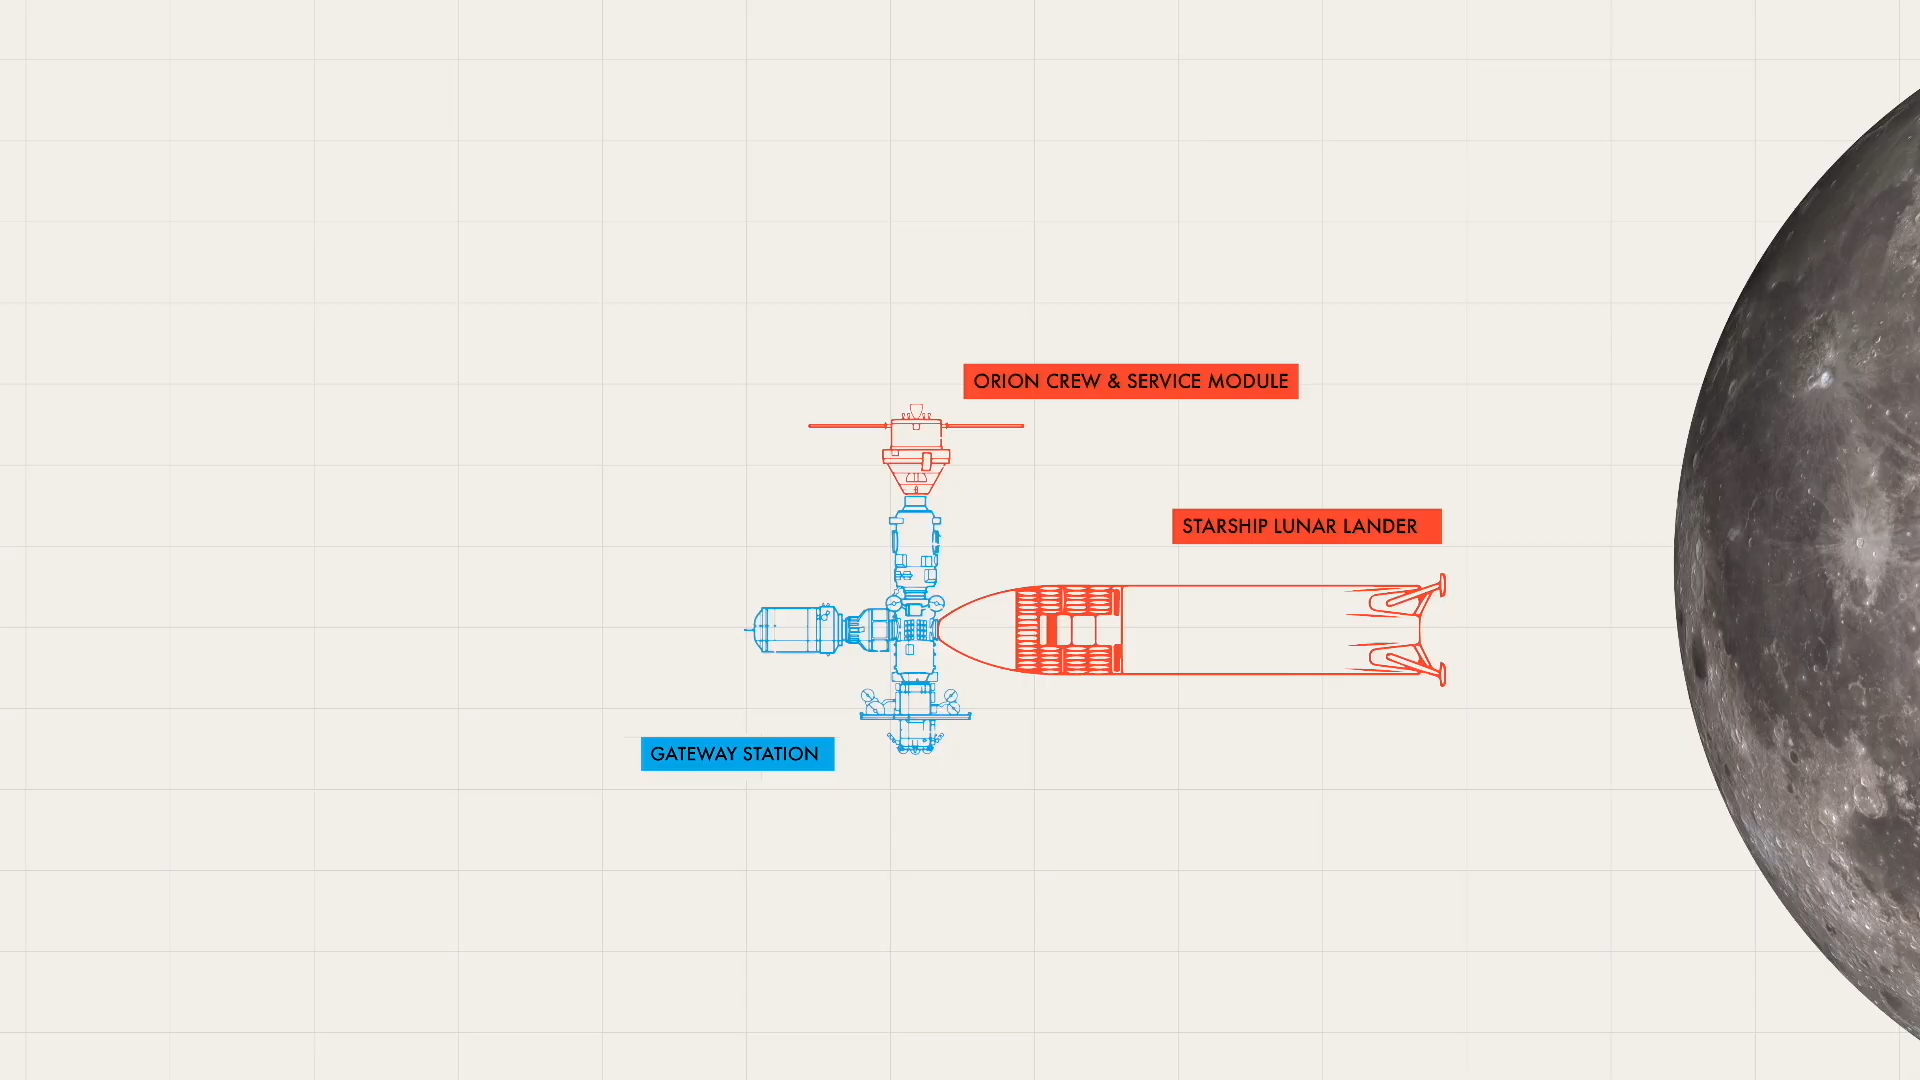 ORION CREW & SERVICE MODULE
STARSHIP LUNAR LANDER
GATEWAY STATION